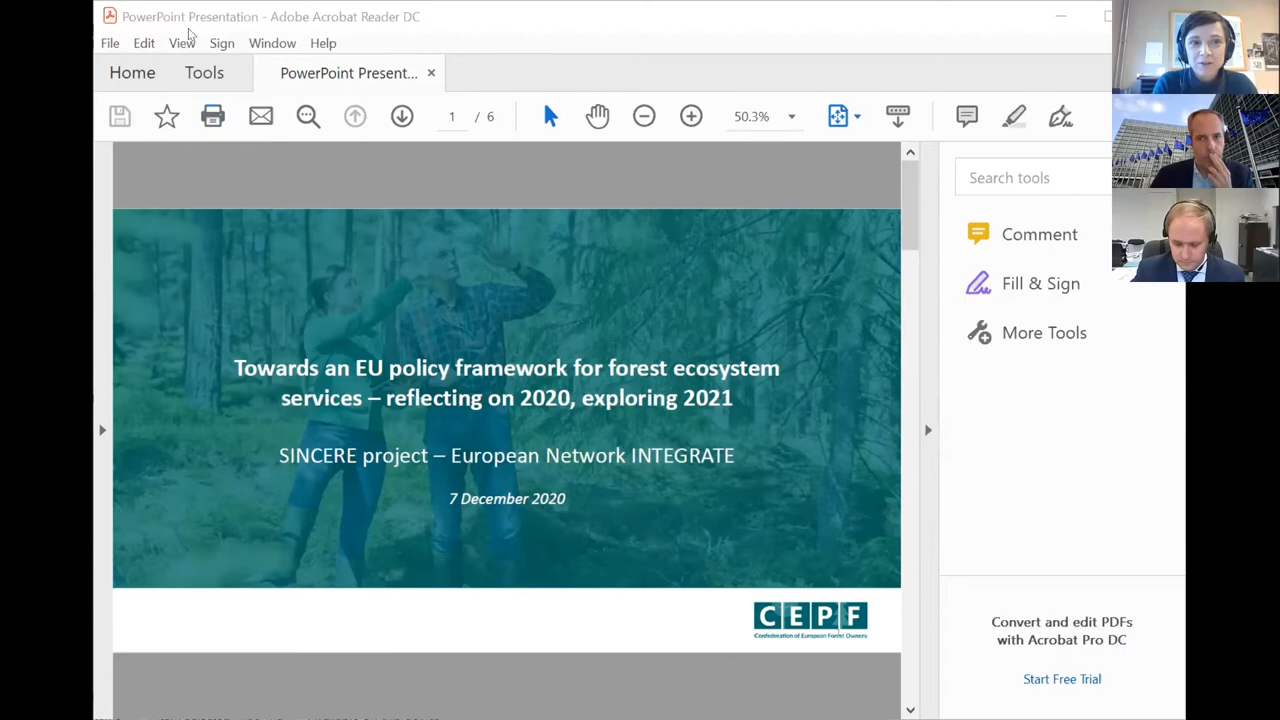 PowerPoint Presentation - Adobe Acrobat Reader DC
File Edit View Sign Window Help
Home Tools PowerPoint Present... ×
1 / 6 50.3%
Search tools
Comment
Fill & Sign
More Tools
Towards an EU policy framework for forest ecosystem
services – reflecting on 2020, exploring 2021
SINCERE project – European Network INTEGRATE
7 December 2020
CEPF
Confederation of European Forest Owners
Convert and edit PDFs
with Acrobat Pro DC
Start Free Trial